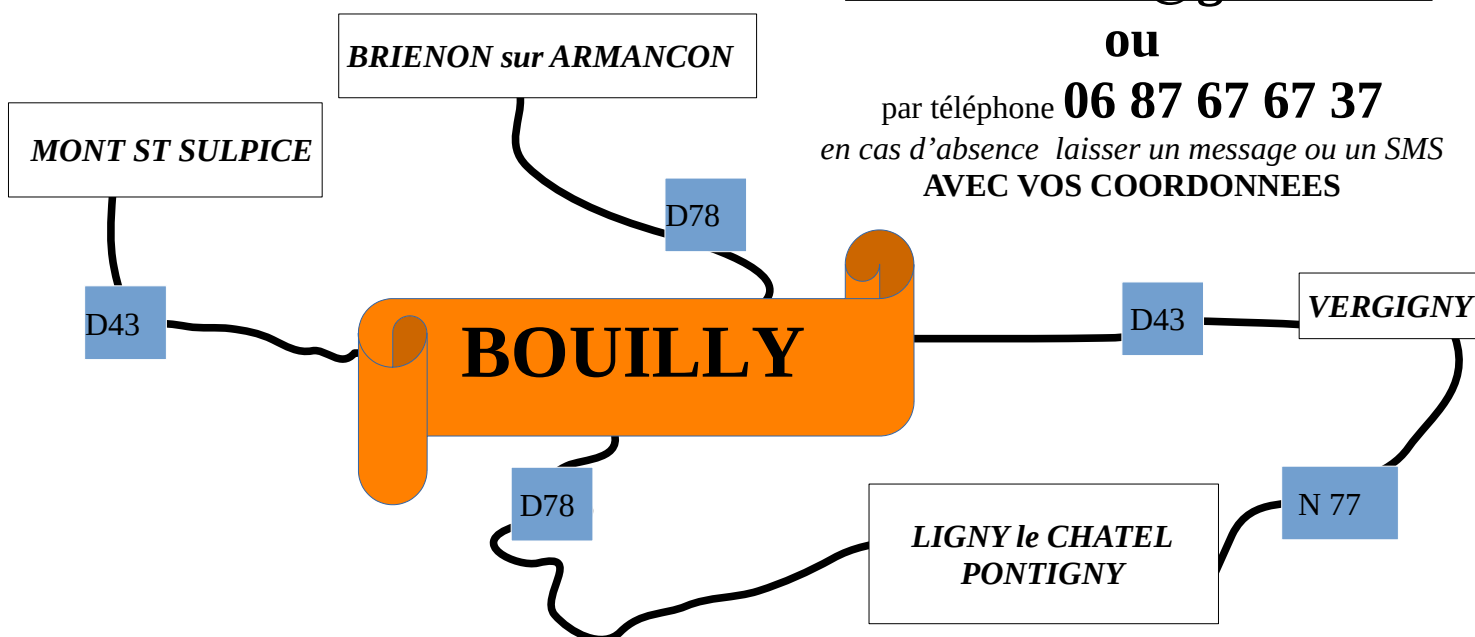 ou
par téléphone 06 87 67 67 37
en cas d’absence laisser un message ou un SMS
AVEC VOS COORDONNEES
BRIENON sur ARMANCON
MONT ST SULPICE
D78
D43
BOUILLY
D43
VERGIGNY
D78
N 77
LIGNY le CHATEL
PONTIGNY